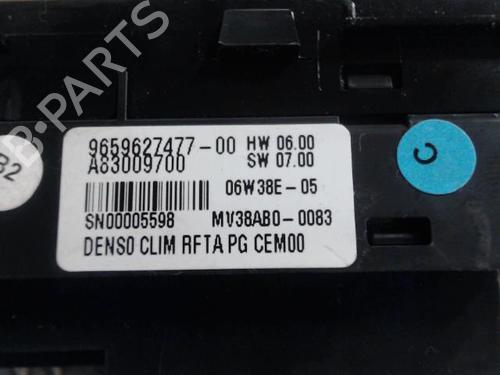 B-PARTS
B2
9659627477-00 HW 06.00
A83009700 SW 07.00
06W38E-05
SN00005598 MV38AB0-0083
DENSO CLIM RFTA PG CEM00
C